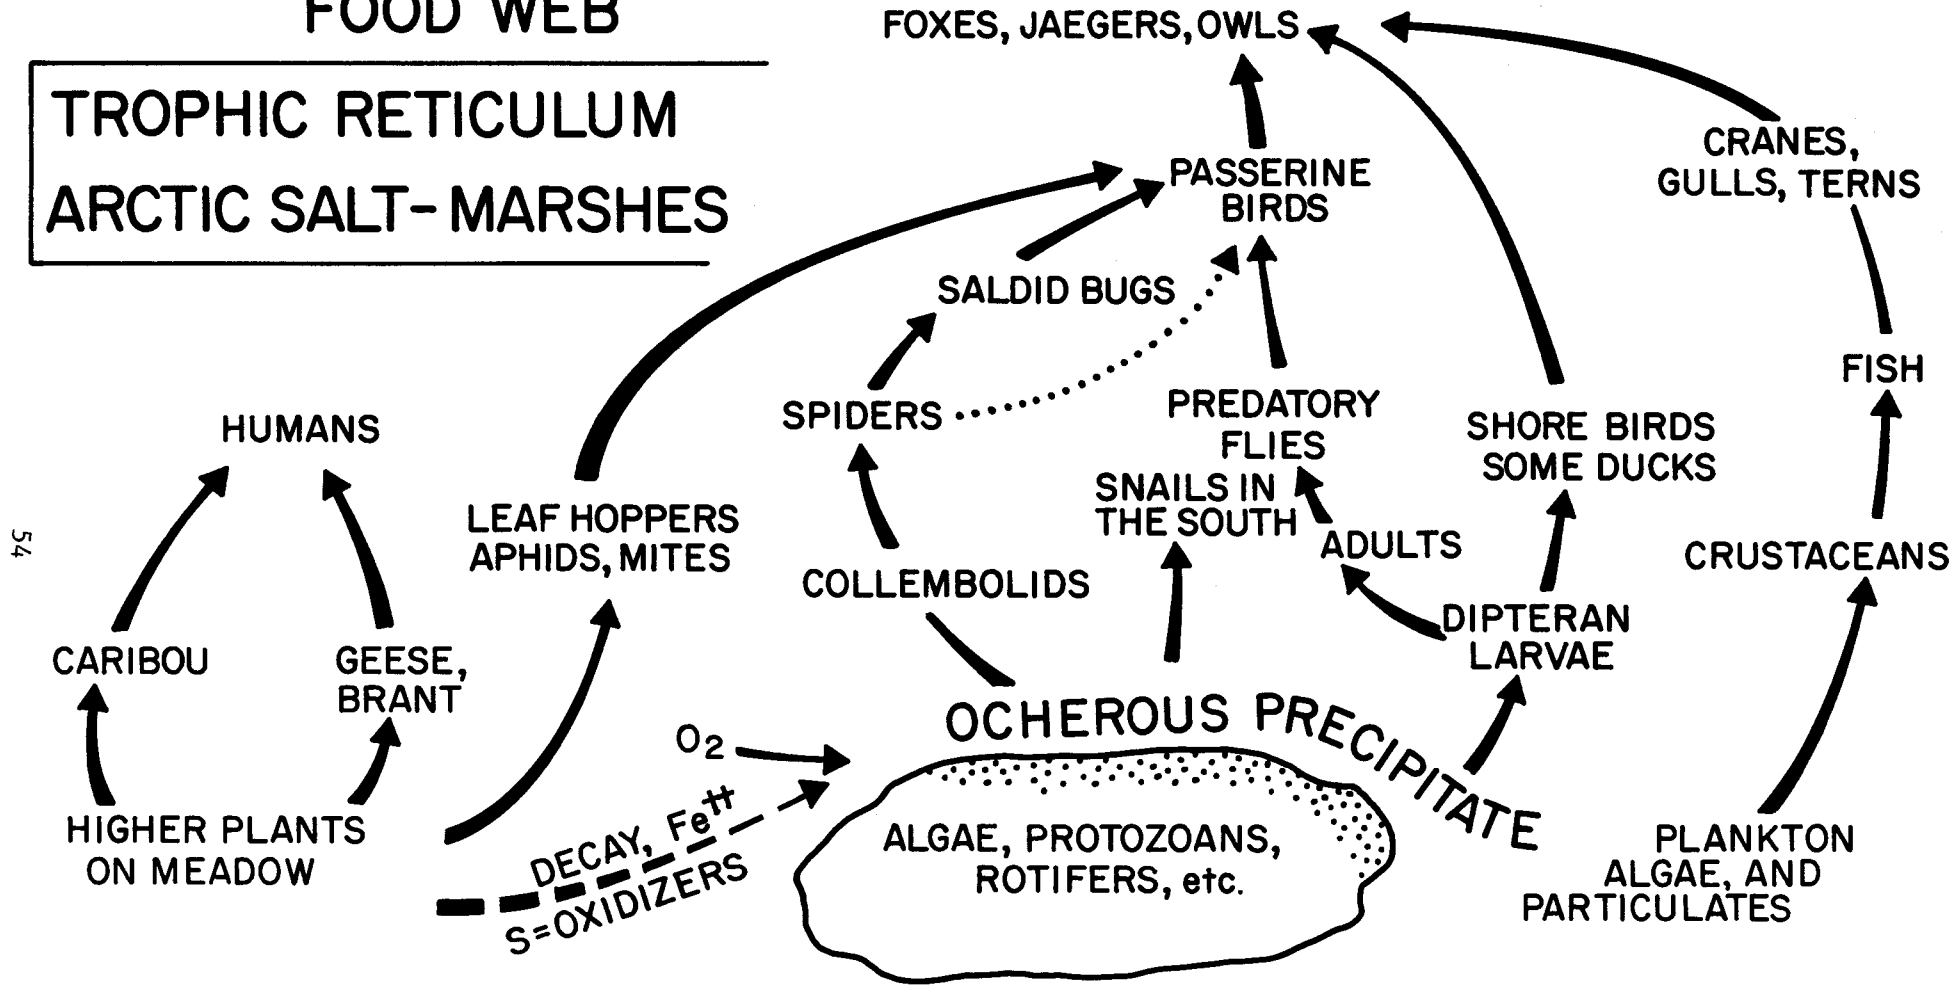 FOOD WEB
TROPHIC RETICULUM
ARCTIC SALT-MARSHES
FOXES, JAEGERS, OWLS
CRANES,
GULLS, TERNS
PASSERINE
BIRDS
SALDID BUGS
FISH
SPIDERS
PREDATORY
FLIES
SHORE BIRDS
SOME DUCKS
HUMANS
SNAILS IN
THE SOUTH
LEAF HOPPERS
APHIDS, MITES
ADULTS
CRUSTACEANS
54
COLLEMBOLIDS
DIPTERAN
LARVAE
CARIBOU
GEESE,
BRANT
OCHEROUS PRECIPITATE
O2
HIGHER PLANTS
ON MEADOW
DECAY, Fe++
S=OXIDIZERS
ALGAE, PROTOZOANS,
ROTIFERS, etc.
PLANKTON
ALGAE, AND
PARTICULATES